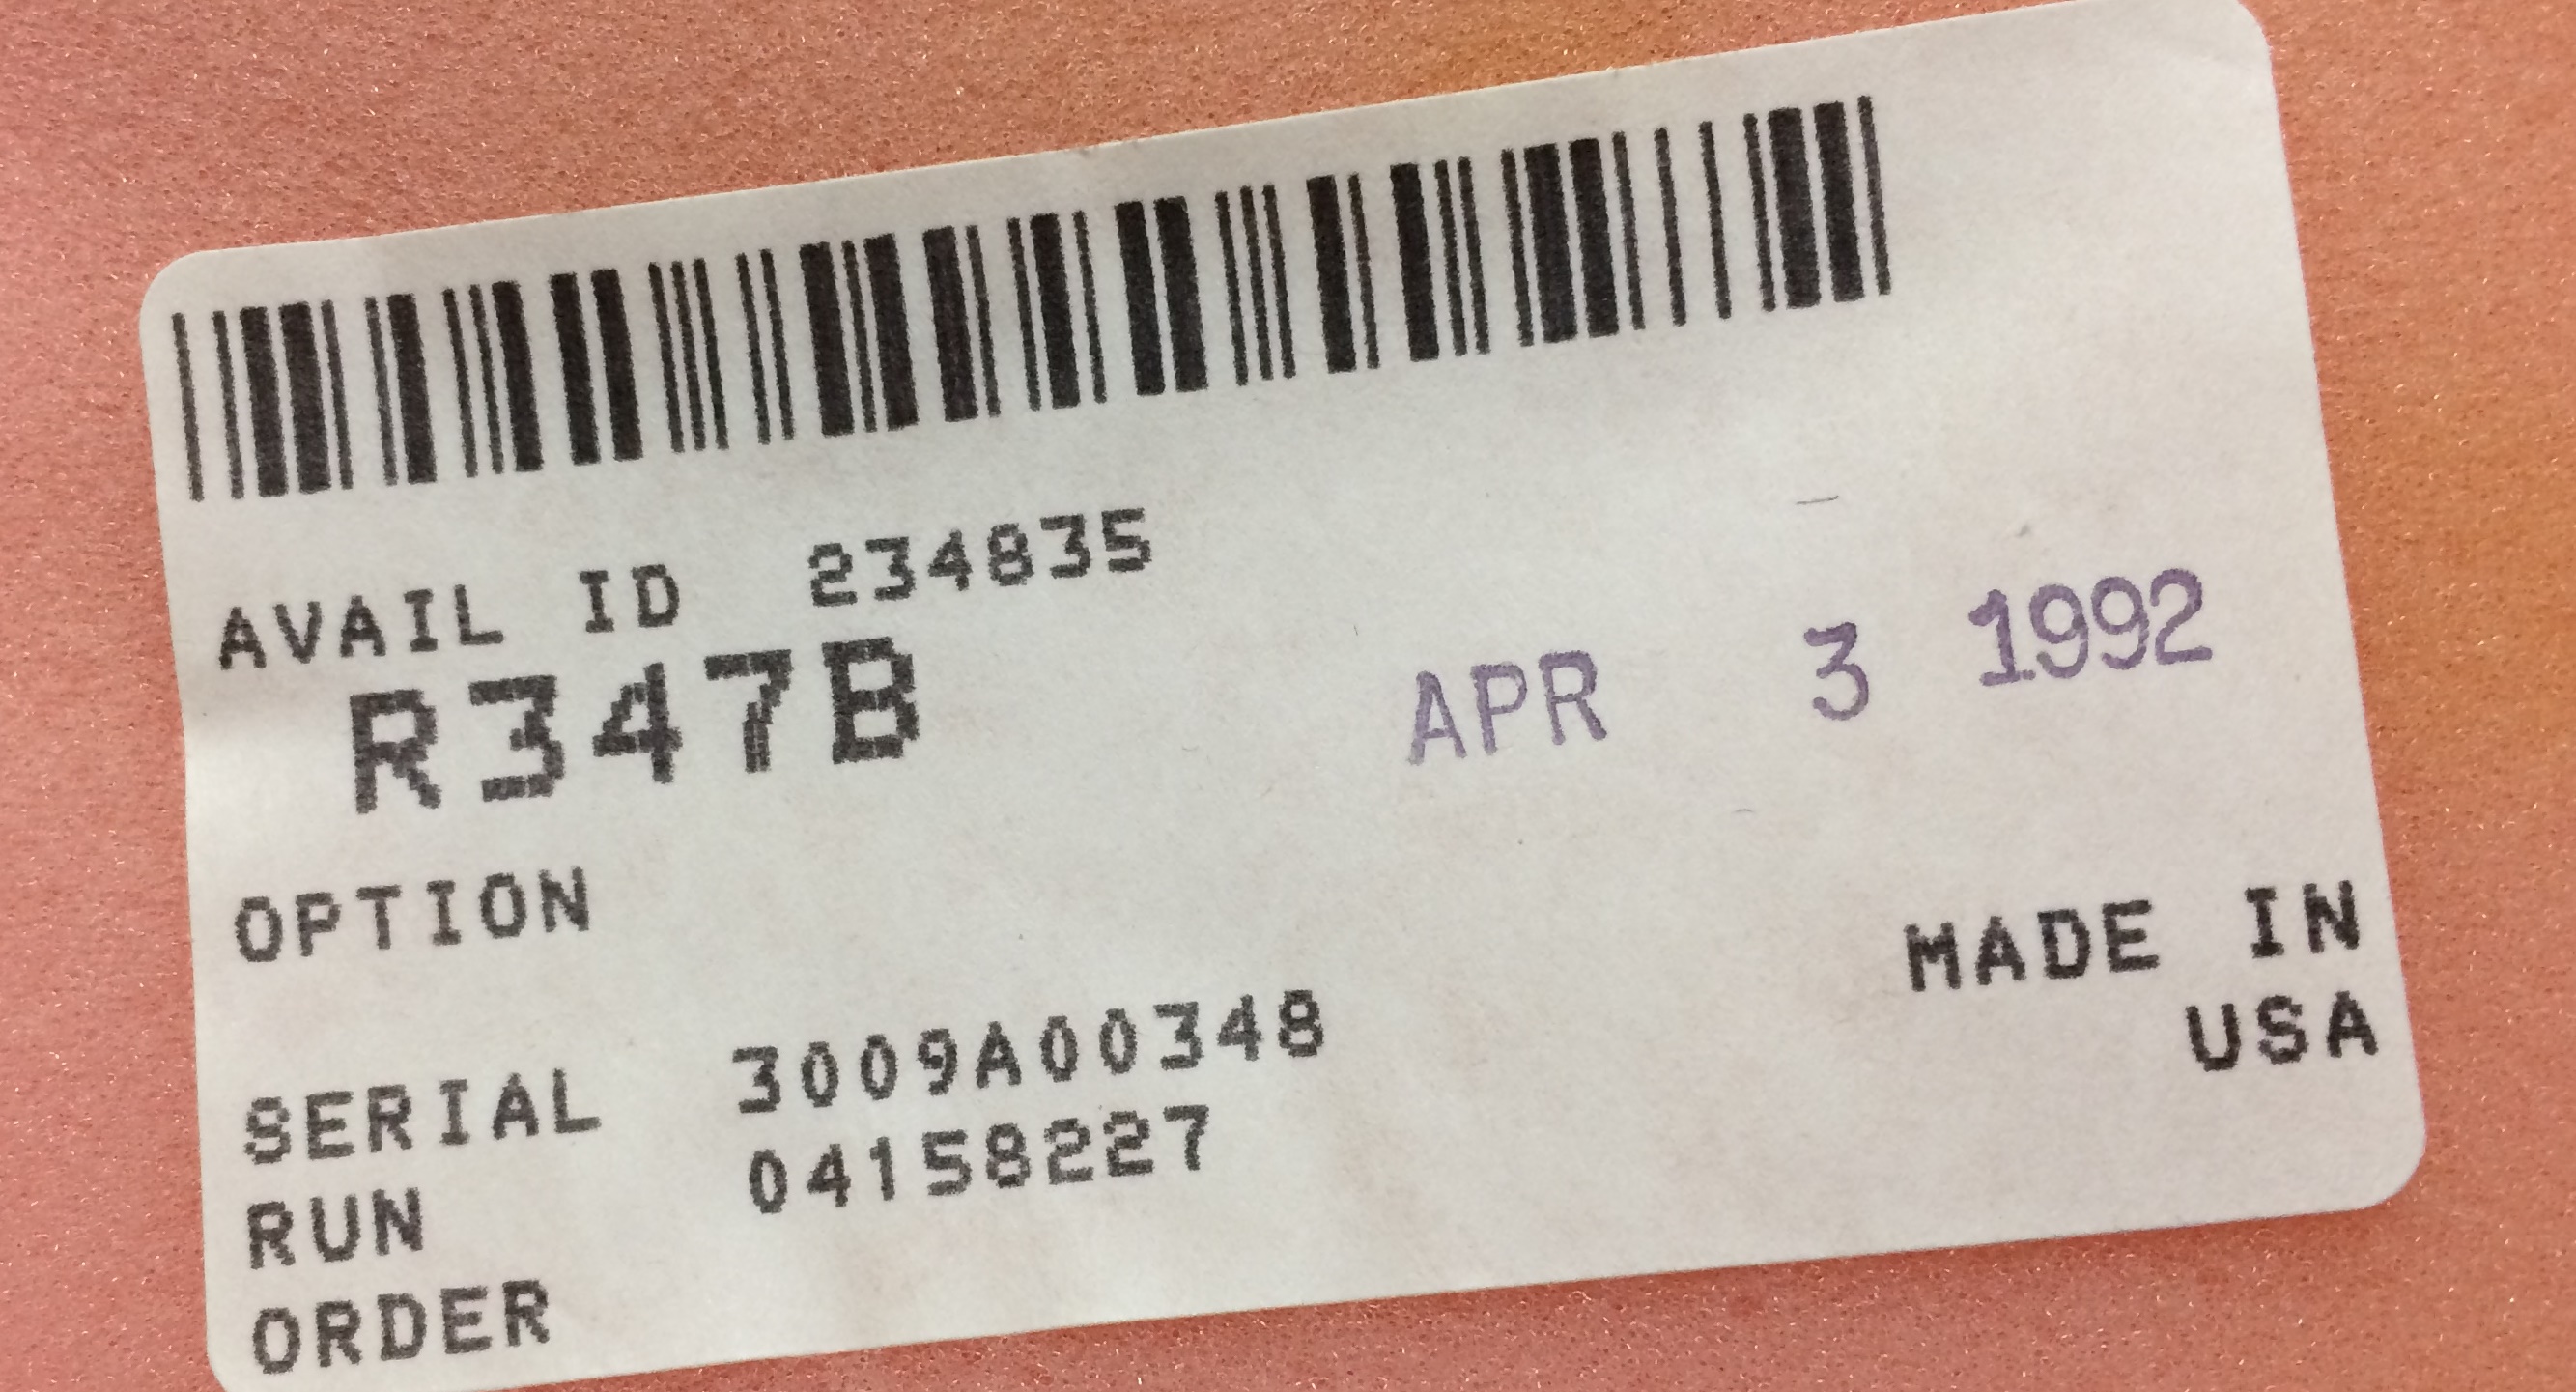 AVAIL ID 234835
R347B
APR 3 1992
OPTION
MADE IN
USA
SERIAL 3009A00348
RUN 04158227
ORDER